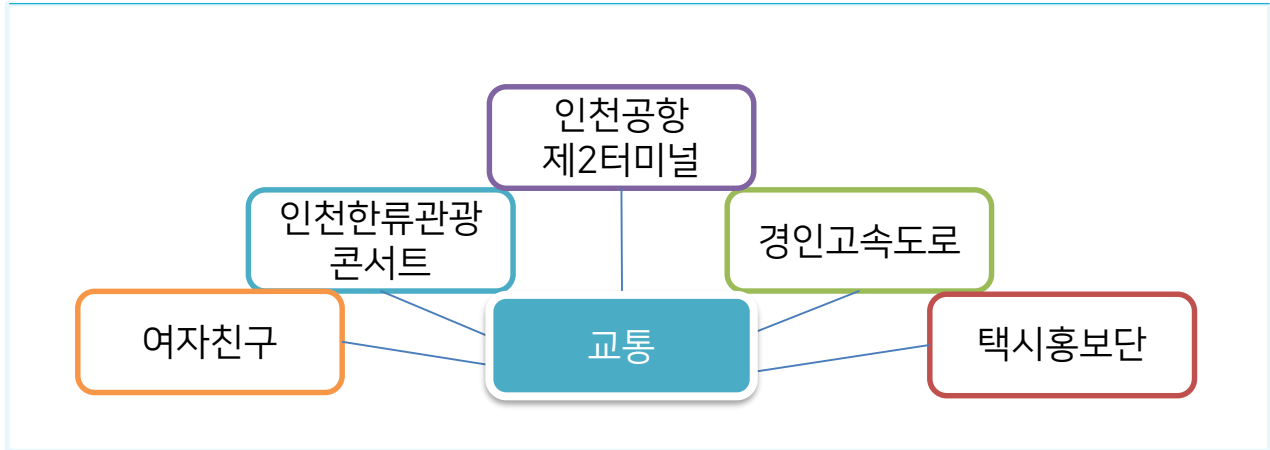 인천공항
제2터미널
인천한류관광
콘서트
경인고속도로
여자친구
교통
택시홍보단